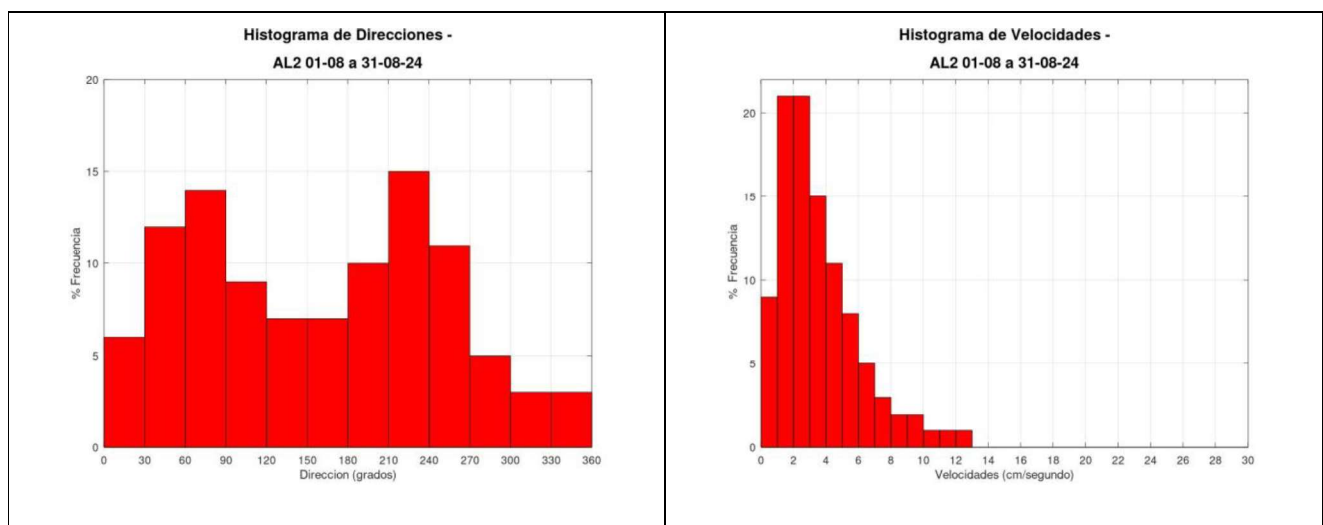 Histograma de Direcciones -
AL2 01-08 a 31-08-24
20
15
10
5
0
% Frecuencia
0 30 60 90 120 150 180 210 240 270 300 330 360
Direccion (grados)
Histograma de Velocidades -
AL2 01-08 a 31-08-24
20
15
10
5
0
% Frecuencia
0 2 4 6 8 10 12 14 16 18 20 22 24 26 28 30
Velocidades (cm/segundo)